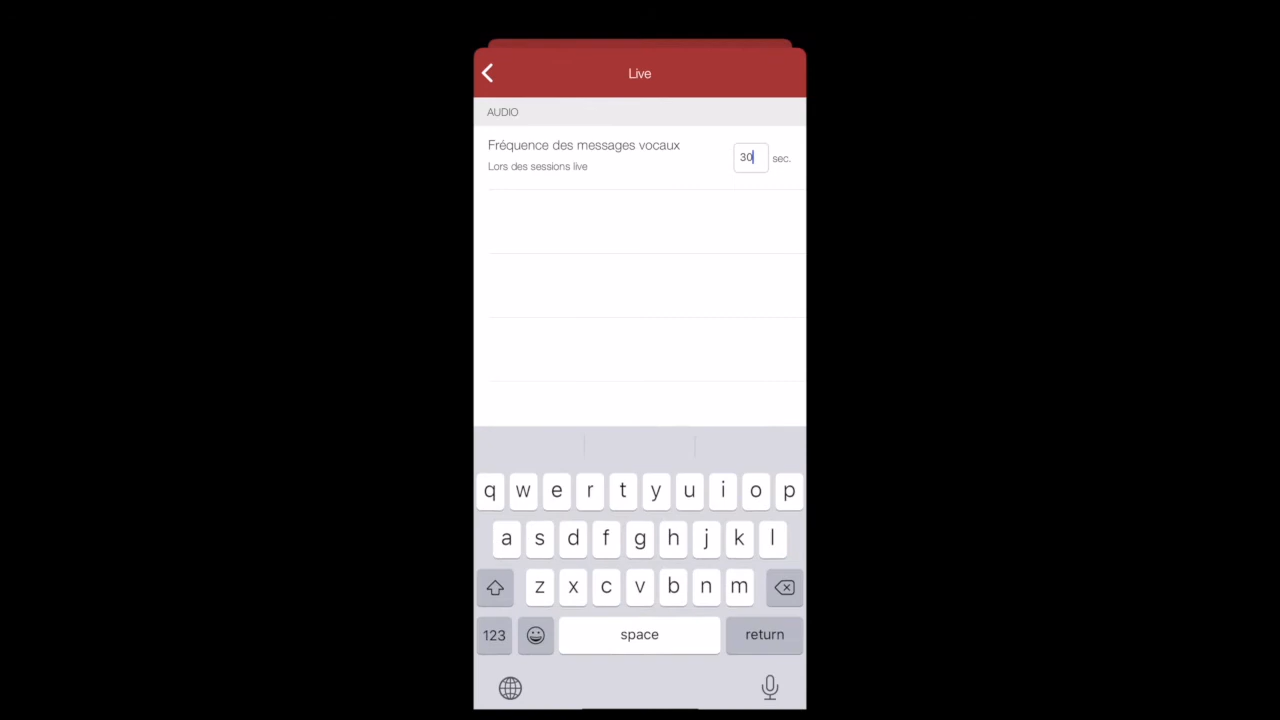 Live
AUDIO
Fréquence des messages vocaux
Lors des sessions live
30 sec.
q w e r t y u i o p
a s d f g h j k l
z x c v b n m
123 space return